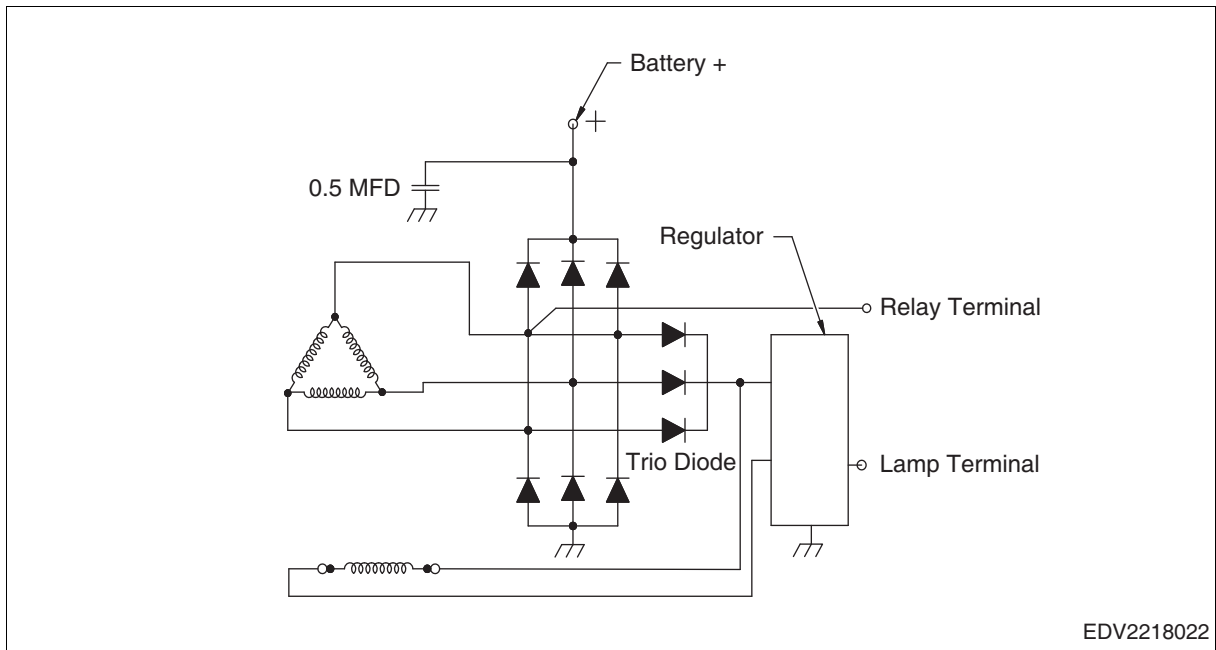 Battery +
+
0.5 MFD
Regulator
Relay Terminal
Trio Diode
Lamp Terminal
EDV2218022